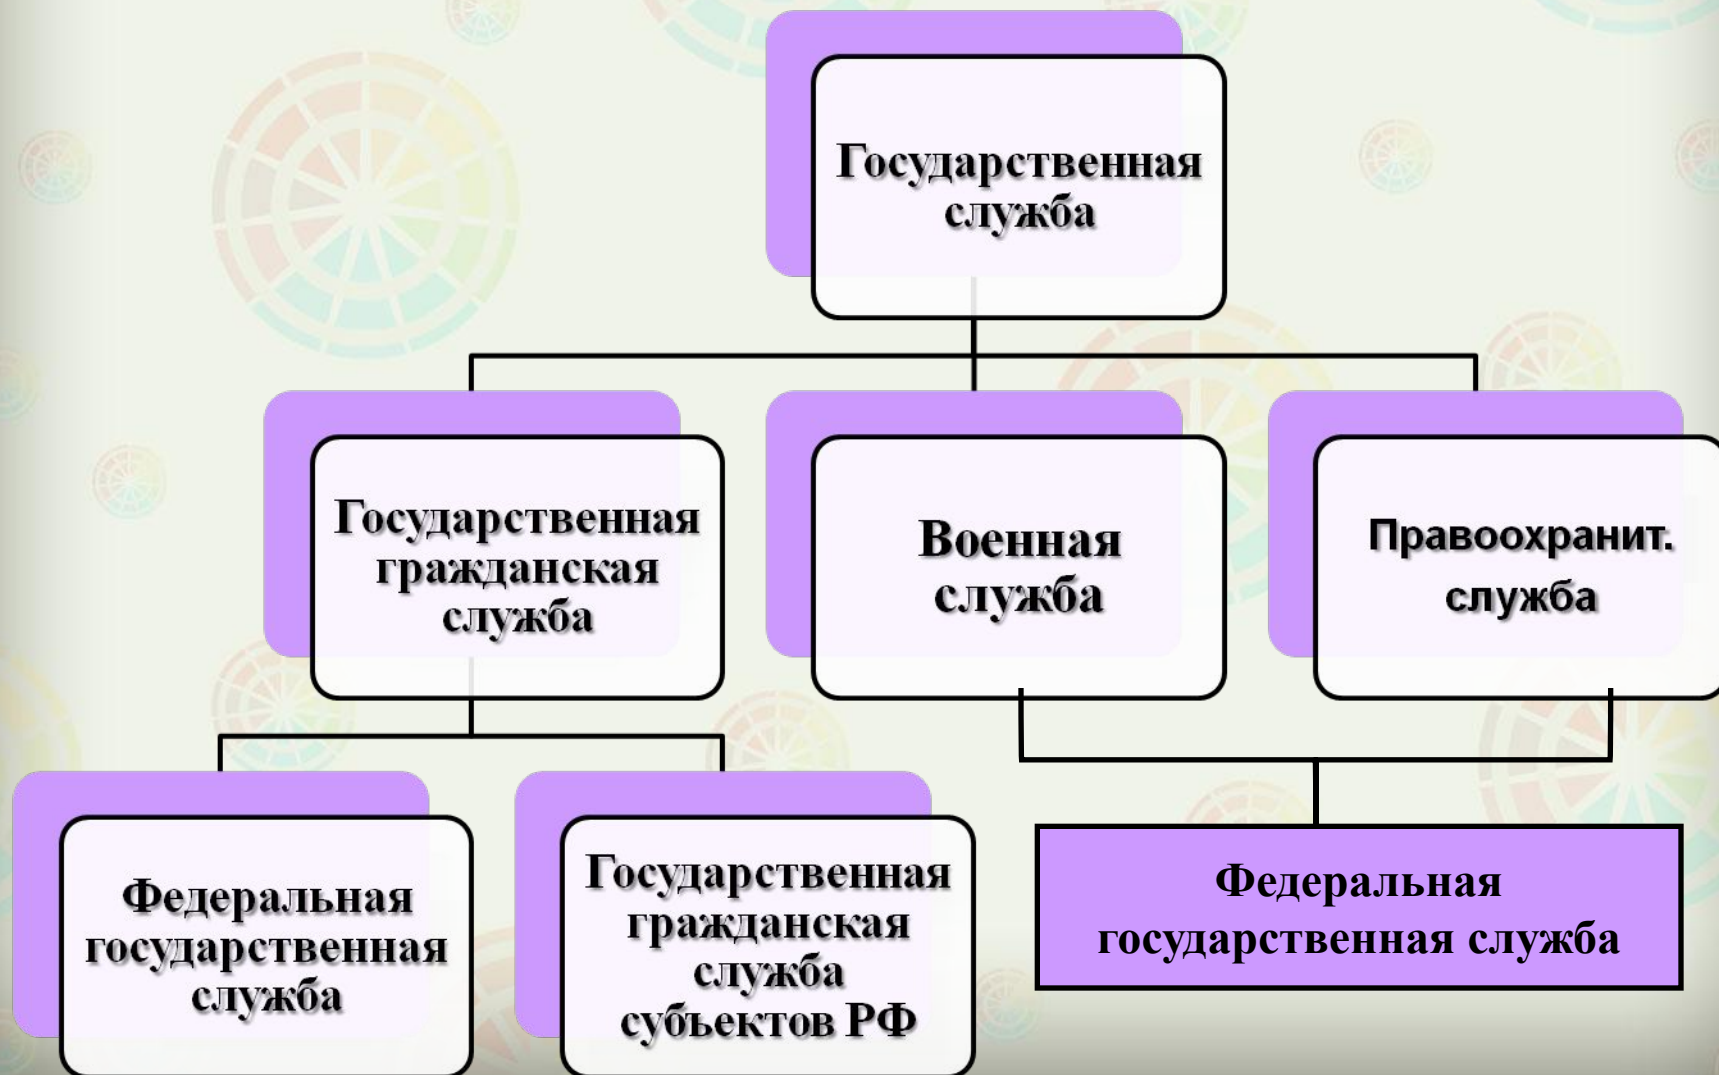 Государственная
служба
Государственная
гражданская
служба
Военная
служба
Правоохранит.
служба
Федеральная
государственная
служба
Государственная
гражданская
служба
субъектов РФ
Федеральная
государственная служба